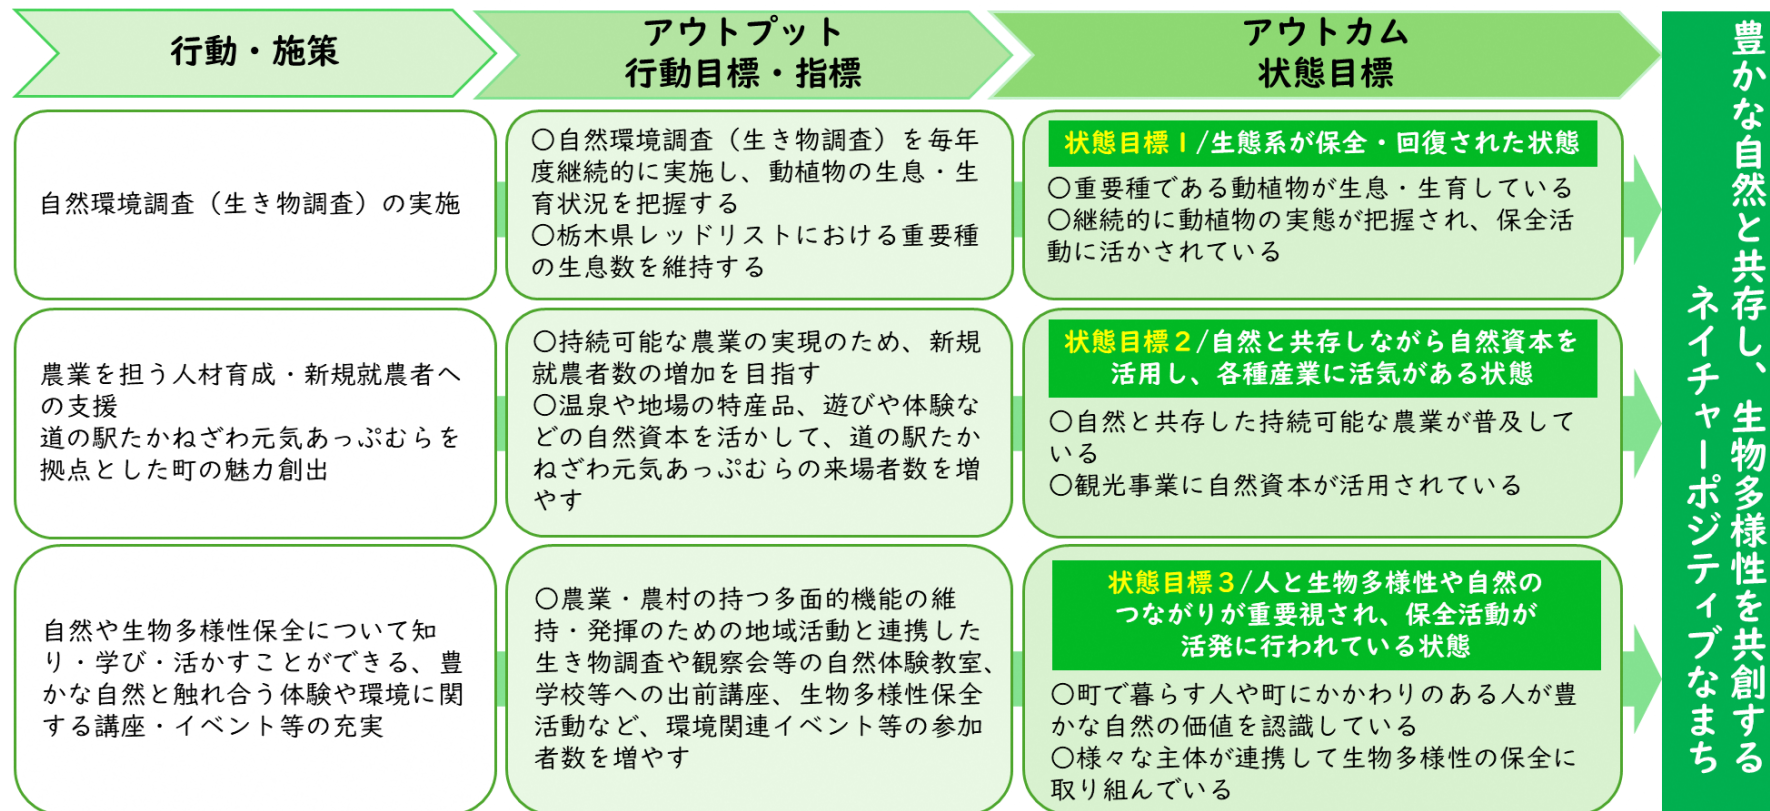 行動・施策
アウトプット
行動目標・指標
アウトカム
状態目標
自然環境調査（生き物調査）の実施
〇自然環境調査（生き物調査）を毎年
度継続的に実施し、動植物の生息・生
育状況を把握する
〇栃木県レッドリストにおける重要種
の生息数を維持する
状態目標１/生態系が保全・回復された状態
〇重要種である動植物が生息・生育している
〇継続的に動植物の実態が把握され、保全活
動に活かされている
農業を担う人材育成・新規就農者へ
の支援
道の駅たかねざわ元気あっぷむらを
拠点とした町の魅力創出
〇持続可能な農業の実現のため、新規
就農者数の増加を目指す
〇温泉や地場の特産品、遊びや体験な
どの自然資本を活かして、道の駅たか
ねざわ元気あっぷむらの来場者数を増
やす
状態目標２/自然と共存しながら自然資本を
活用し、各種産業に活気がある状態
〇自然と共存した持続可能な農業が普及して
いる
〇観光事業に自然資本が活用されている
自然や生物多様性保全について知
り・学び・活かすことができる、豊
かな自然と触れ合う体験や環境に関
する講座・イベント等の充実
〇農業・農村の持つ多面的機能の維
持・発揮のための地域活動と連携した
生き物調査や観察会等の自然体験教室、
学校等への出前講座、生物多様性保全
活動など、環境関連イベント等の参加
者数を増やす
状態目標３/人と生物多様性や自然の
つながりが重要視され、保全活動が
活発に行われている状態
〇町で暮らす人や町にかかわりのある人が豊
かな自然の価値を認識している
〇様々な主体が連携して生物多様性の保全に
取り組んでいる
豊かな自然と共存し、生物多様性を共創する
ネイチャーポジティブなまち